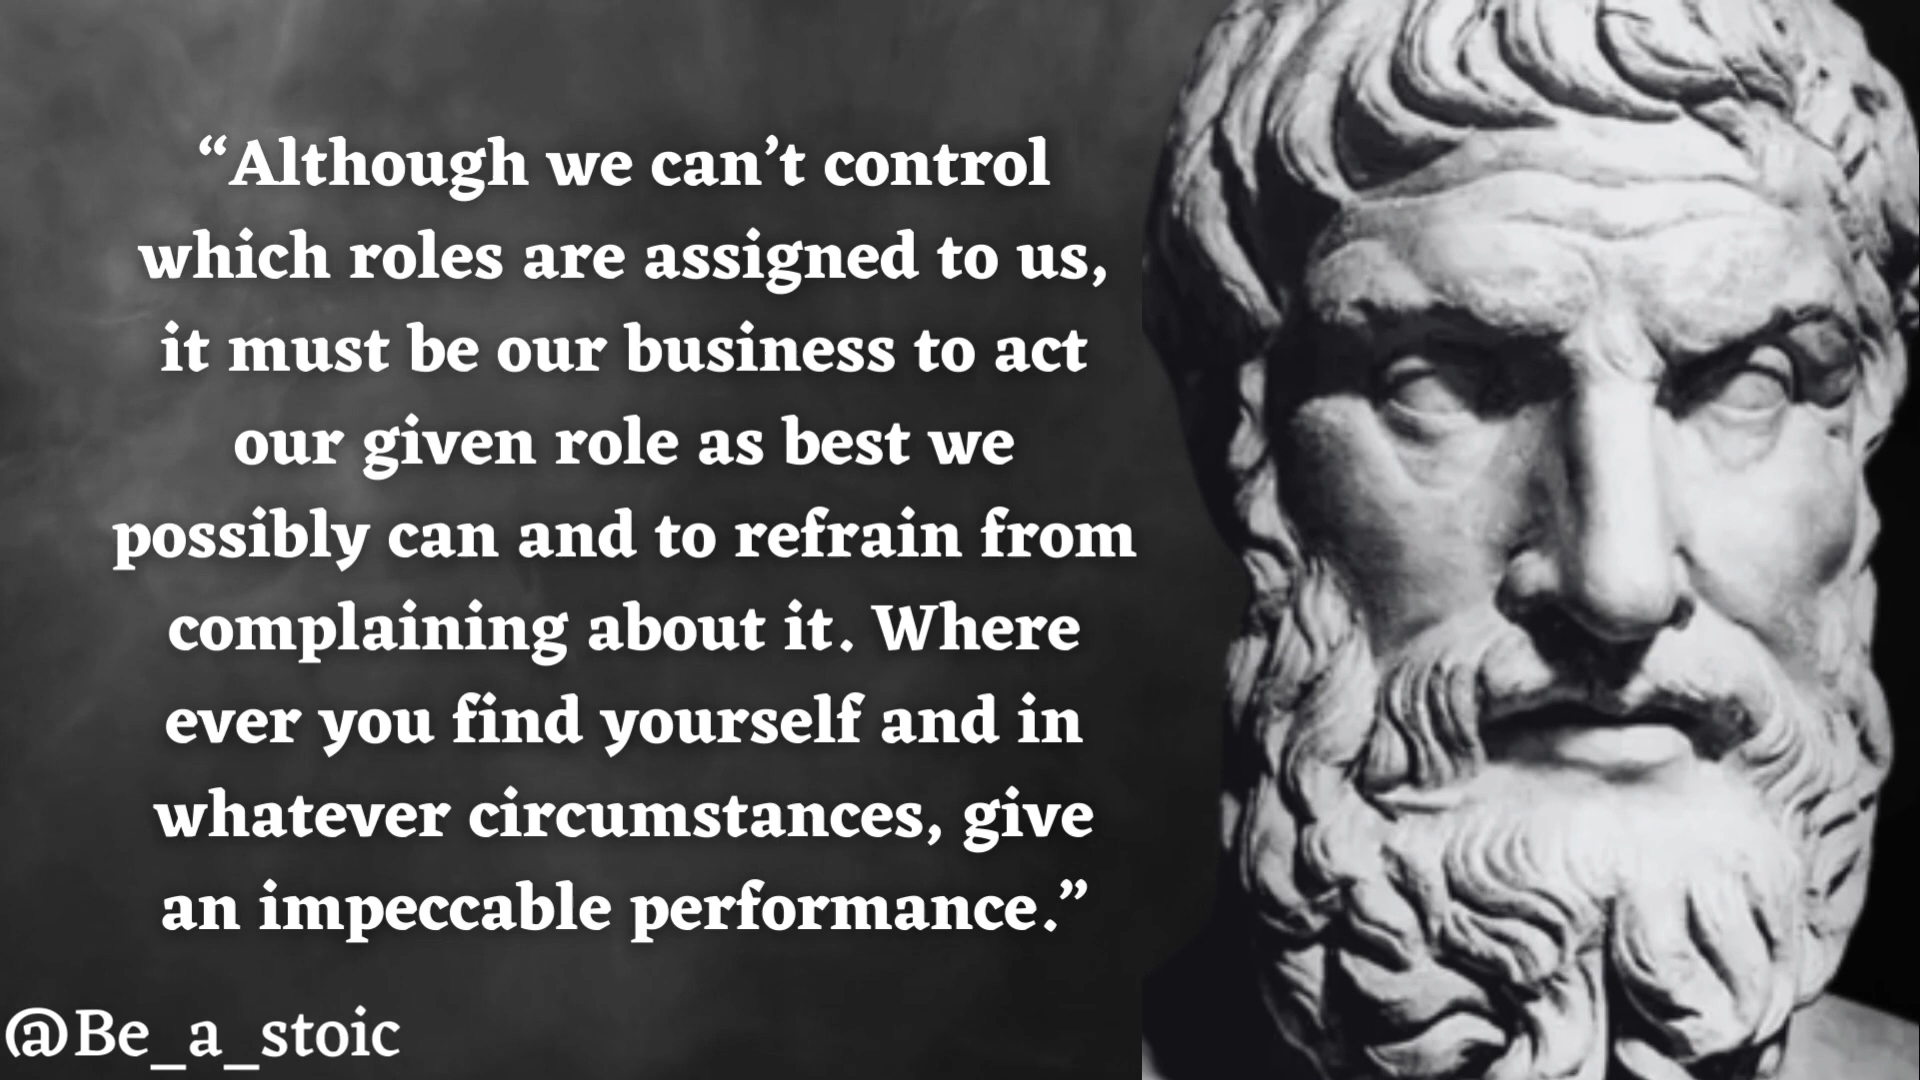 “Although we can’t control
which roles are assigned to us,
it must be our business to act
our given role as best we
possibly can and to refrain from
complaining about it. Where
ever you find yourself and in
whatever circumstances, give
an impeccable performance.”
@Be_a_stoic